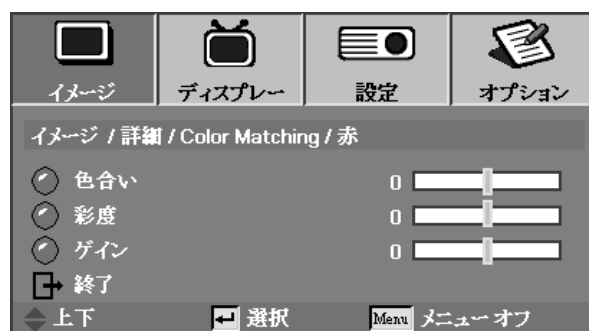 イメージ ディスプレー 設定 オプション
イメージ / 詳細 / Color Matching / 赤
色合い 0
彩度 0
ゲイン 0
終了
上下 選択 Menu メニュー オフ